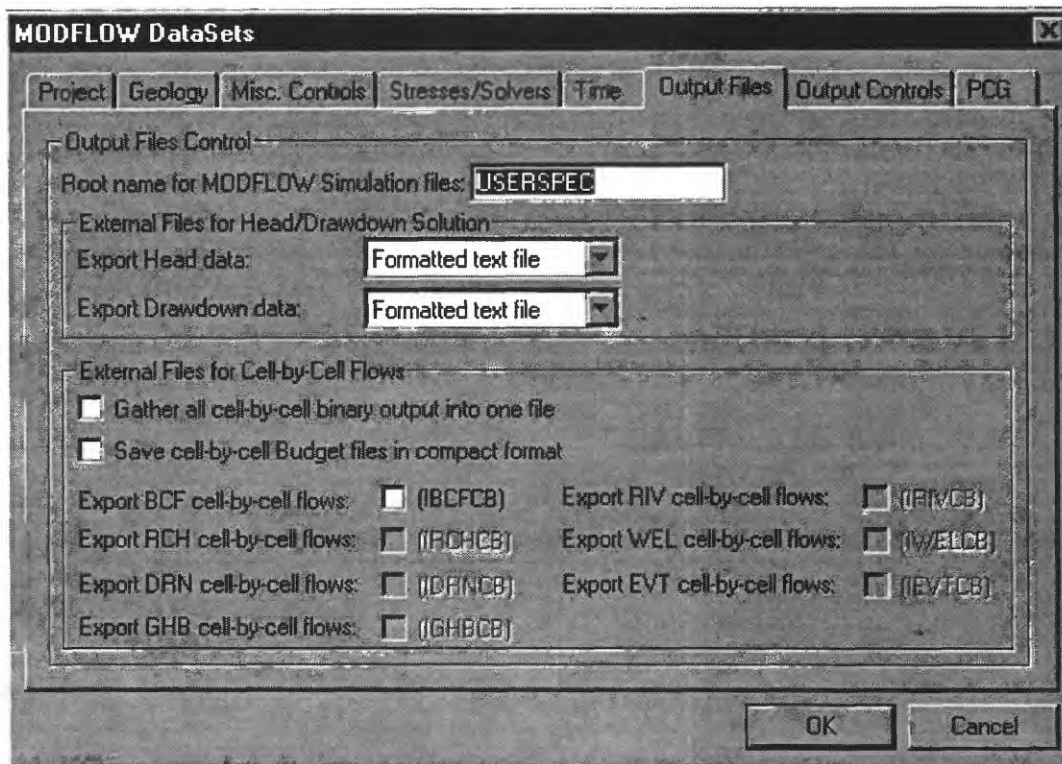 MODFLOW DataSets
Project Geology Misc. Controls Stresses/Solvers Time Output Files Output Controls PCG
Output Files Control
Root name for MODFLOW Simulation files: USERSPEC
External Files for Head/Drawdown Solution
Export Head data: Formatted text file
Export Drawdown data: Formatted text file
External Files for Cell-by-Cell Flows
Gather all cell-by-cell binary output into one file
Save cell-by-cell Budget files in compact format
Export BCF cell-by-cell flows: (IBCFCB) Export RIV cell-by-cell flows: (IRIVCB)
Export RCH cell-by-cell flows: (IRCHCB) Export WEL cell-by-cell flows: (IWELCB)
Export DRN cell-by-cell flows: (IDRNCB) Export EVT cell-by-cell flows: (IEVTCB)
Export GHB cell-by-cell flows: (IGHBCB)
OK Cancel